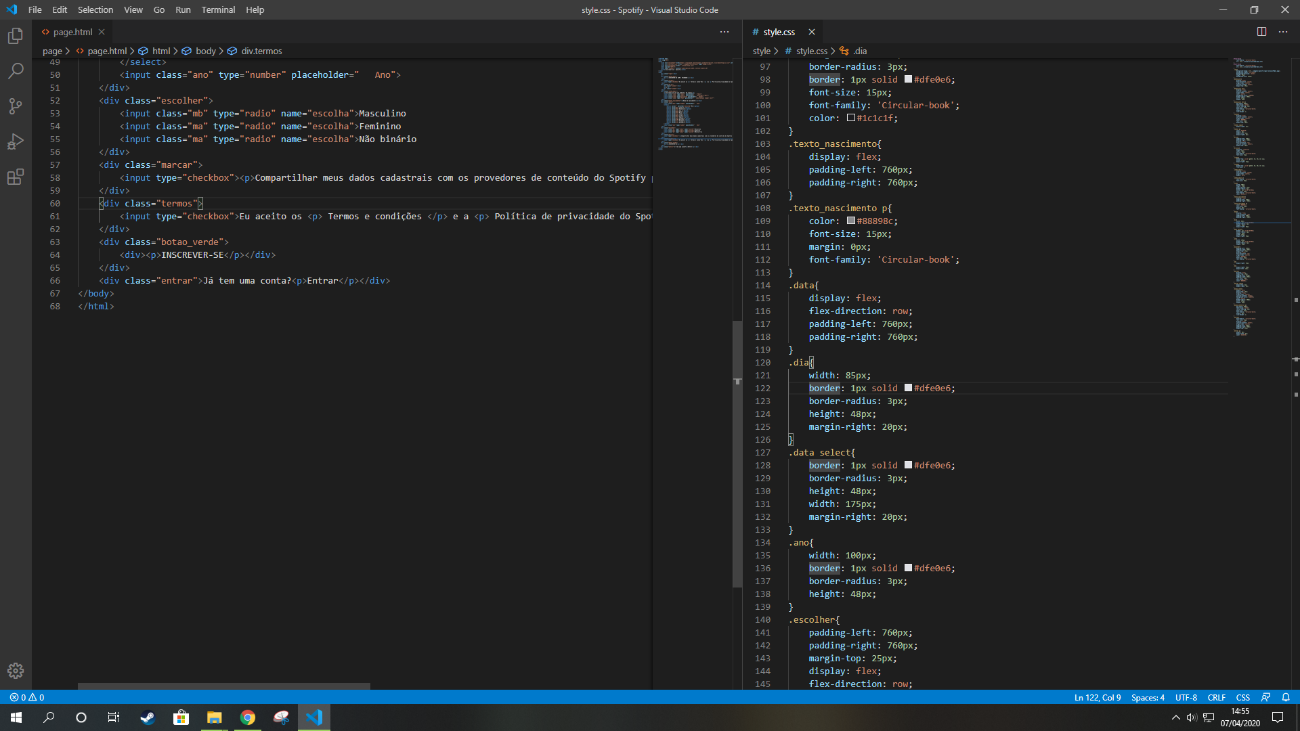 File Edit Selection View Go Run Terminal Help
style.css - Spotify - Visual Studio Code
page.html
page > page.html > html > body > div.termos
49 </select>
50 <input class="ano" type="number" placeholder="   Ano">
51 </div>
52 <div class="escolher">
53 <input class="mb" type="radio" name="escolha">Masculino
54 <input class="ma" type="radio" name="escolha">Feminino
55 <input class="ma" type="radio" name="escolha">Não binário
56 </div>
57 <div class="marcar">
58 <input type="checkbox"><p>Compartilhar meus dados cadastrais com os provedores de conteúdo do Spotify p
59 </div>
60 <div class="termos">
61 <input type="checkbox">Eu aceito os <p> Termos e condições </p> e a <p> Política de privacidade do Spot
62 </div>
63 <div class="botao_verde">
64 <div><p>INSCREVER-SE</p></div>
65 </div>
66 <div class="entrar">Já tem uma conta?<p>Entrar</p></div>
67 </body>
68 </html>
style.css
style > style.css > .dia
97 border-radius: 3px;
98 border: 1px solid #dfe0e6;
99 font-size: 15px;
100 font-family: 'Circular-book';
101 color: #1c1c1f;
102 }
103 .texto_nascimento{
104 display: flex;
105 padding-left: 760px;
106 padding-right: 760px;
107 }
108 .texto_nascimento p{
109 color: #88898c;
110 font-size: 15px;
111 margin: 0px;
112 font-family: 'Circular-book';
113 }
114 .data{
115 display: flex;
116 flex-direction: row;
117 padding-left: 760px;
118 padding-right: 760px;
119 }
120 .dia{
121 width: 85px;
122 border: 1px solid #dfe0e6;
123 border-radius: 3px;
124 height: 48px;
125 margin-right: 20px;
126 }
127 .data select{
128 border: 1px solid #dfe0e6;
129 border-radius: 3px;
130 height: 48px;
131 width: 175px;
132 margin-right: 20px;
133 }
134 .ano{
135 width: 100px;
136 border: 1px solid #dfe0e6;
137 border-radius: 3px;
138 height: 48px;
139 }
140 .escolher{
141 padding-left: 760px;
142 padding-right: 760px;
143 margin-top: 25px;
144 display: flex;
145 flex-direction: row;
0 0
Ln 122, Col 9 Spaces: 4 UTF-8 CRLF CSS
14:55
07/04/2020